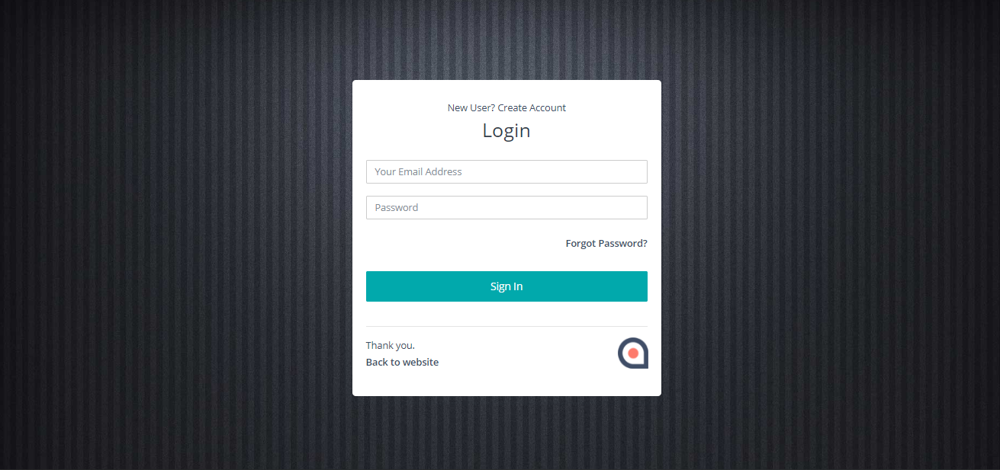 New User? Create Account
Login
Your Email Address
Password
Forgot Password?
Sign In
Thank you.
Back to website